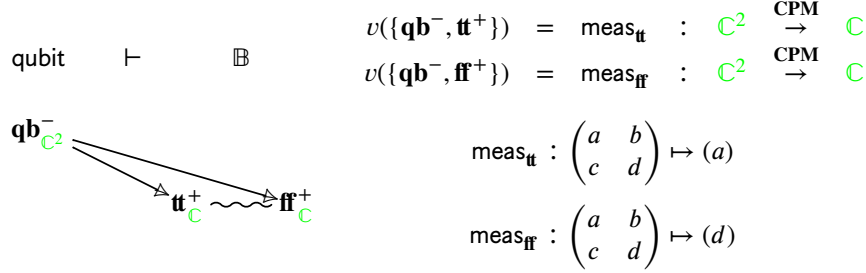 qubit ⊢ 𝔹
v({qb⁻, tt⁺}) = meas_tt : ℂ² →^CPM ℂ
v({qb⁻, ff⁺}) = meas_ff : ℂ² →^CPM ℂ
qb⁻_ℂ²
tt⁺_ℂ ff⁺_ℂ
meas_tt : (a b
c d) ↦ (a)
meas_ff : (a b
c d) ↦ (d)